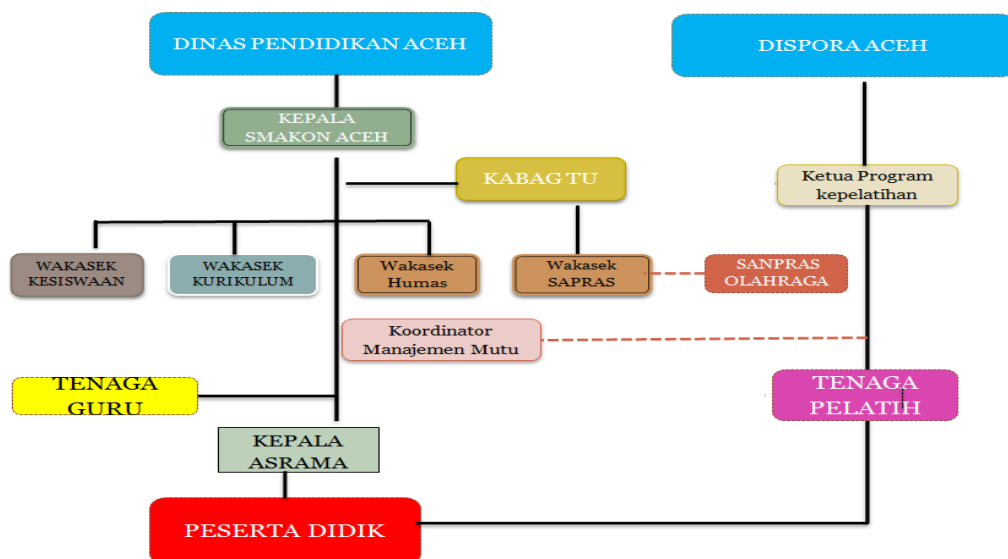 DINAS PENDIDIKAN ACEH
DISPORA ACEH
KEPALA
SMAKON ACEH
KABAG TU
Ketua Program
kepelatihan
WAKASEK
KESISWAAN
WAKASEK
KURIKULUM
Wakasek
Humas
Wakasek
SAPRAS
SANPRAS
OLAHRAGA
Koordinator
Manajemen Mutu
TENAGA
GURU
TENAGA
PELATIH
KEPALA
ASRAMA
PESERTA DIDIK